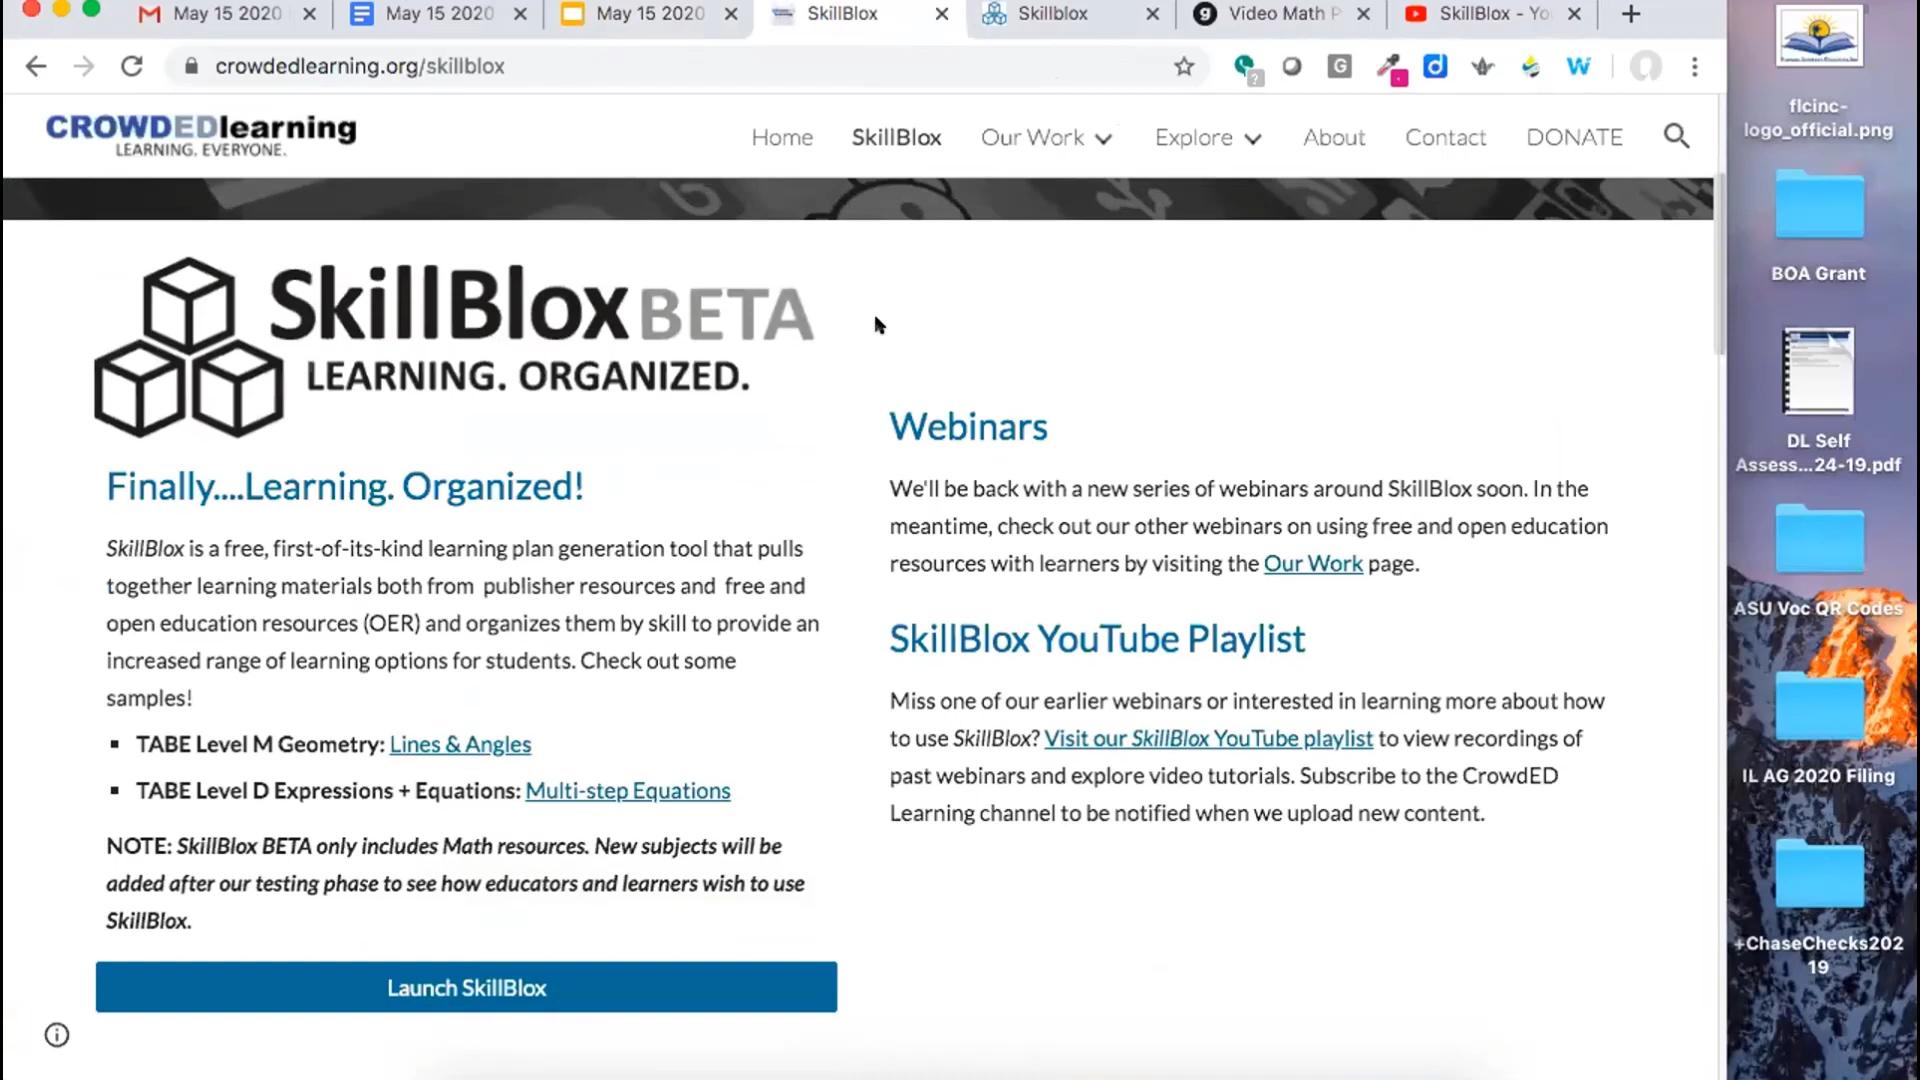 May 15 2020
May 15 2020
May 15 2020
SkillBlox
Skillblox
Video Math P
SkillBlox - Yo
crowdedlearning.org/skillblox
CROWDEDlearning
LEARNING. EVERYONE.
Home
SkillBlox
Our Work
Explore
About
Contact
DONATE
SkillBlox BETA
LEARNING. ORGANIZED.
Finally....Learning. Organized!
SkillBlox is a free, first-of-its-kind learning plan generation tool that pulls
together learning materials both from publisher resources and free and
open education resources (OER) and organizes them by skill to provide an
increased range of learning options for students. Check out some
samples!
▪ TABE Level M Geometry: Lines & Angles
▪ TABE Level D Expressions + Equations: Multi-step Equations
NOTE: SkillBlox BETA only includes Math resources. New subjects will be
added after our testing phase to see how educators and learners wish to use
SkillBlox.
Launch SkillBlox
Webinars
We'll be back with a new series of webinars around SkillBlox soon. In the
meantime, check out our other webinars on using free and open education
resources with learners by visiting the Our Work page.
SkillBlox YouTube Playlist
Miss one of our earlier webinars or interested in learning more about how
to use SkillBlox? Visit our SkillBlox YouTube playlist to view recordings of
past webinars and explore video tutorials. Subscribe to the CrowdED
Learning channel to be notified when we upload new content.
flcinc-
logo_official.png
BOA Grant
DL Self
Assess...24-19.pdf
ASU Voc QR Codes
IL AG 2020 Filing
+ChaseChecks202
19